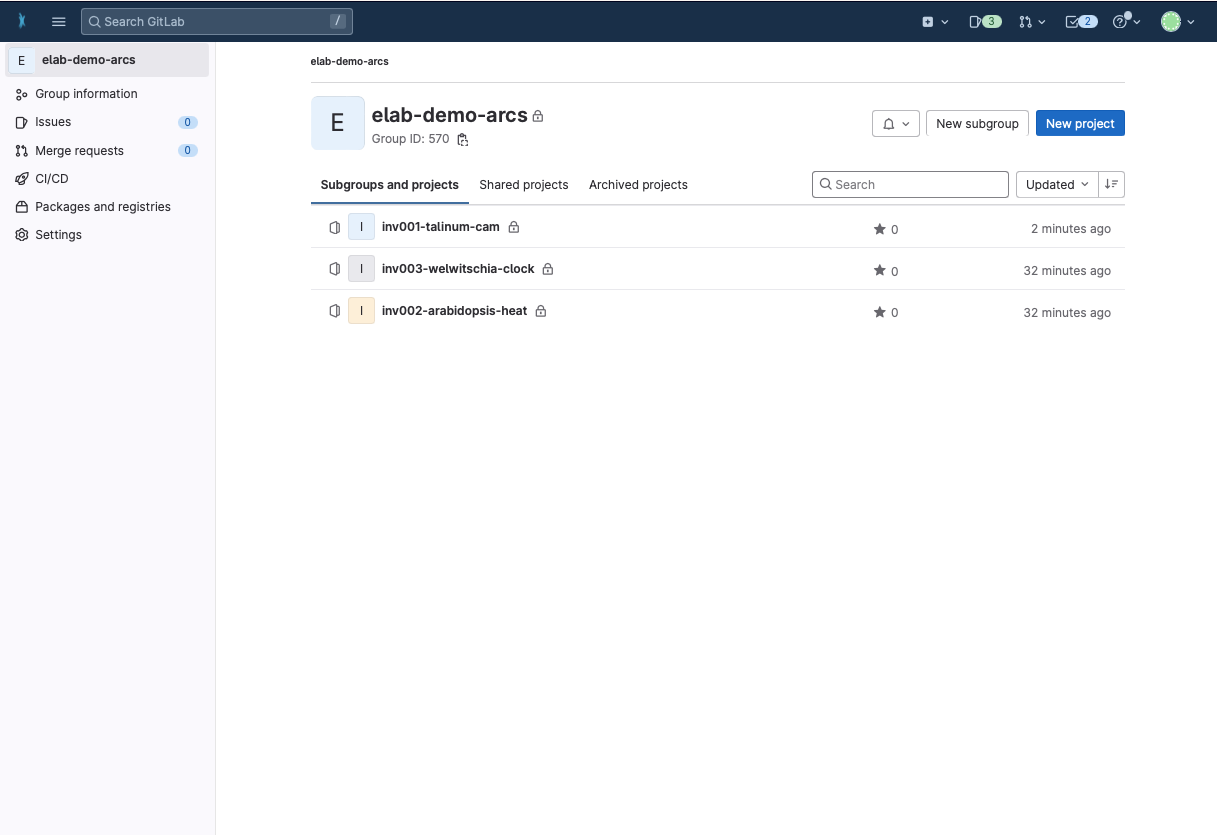 Search GitLab /
3
2
E elab-demo-arcs
Group information
Issues 0
Merge requests 0
CI/CD
Packages and registries
Settings
elab-demo-arcs
E
elab-demo-arcs
Group ID: 570
New subgroup
New project
Subgroups and projects Shared projects Archived projects
Search
Updated
I inv001-talinum-cam 0 2 minutes ago
I inv003-welwitschia-clock 0 32 minutes ago
I inv002-arabidopsis-heat 0 32 minutes ago